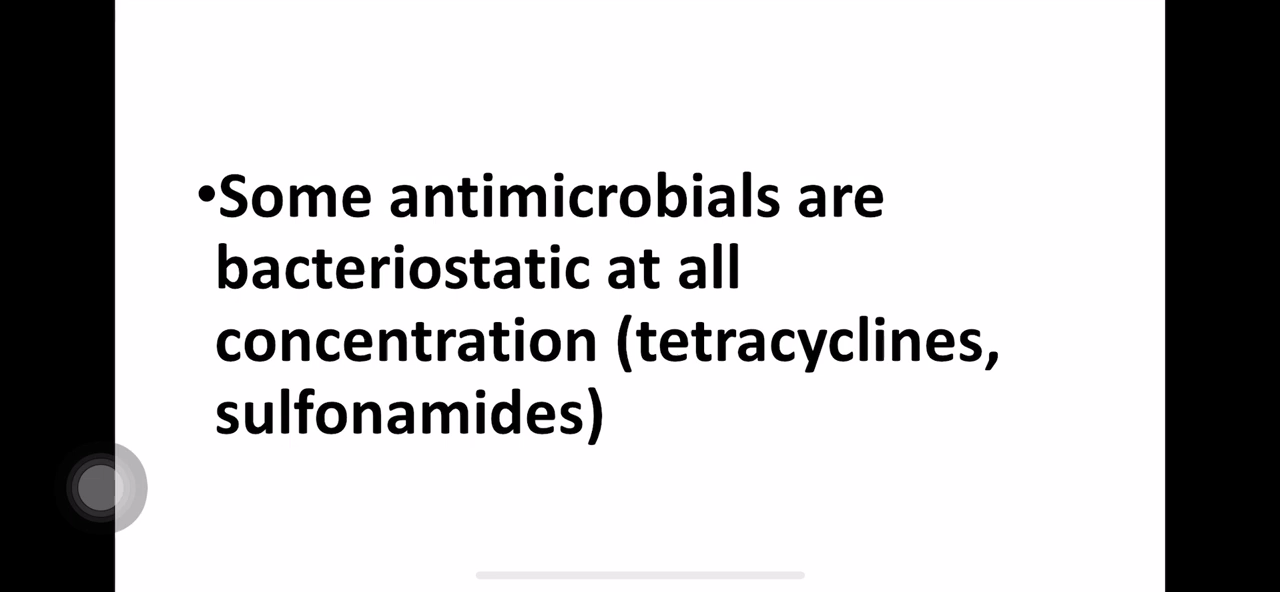 •Some antimicrobials are
bacteriostatic at all
concentration (tetracyclines,
sulfonamides)